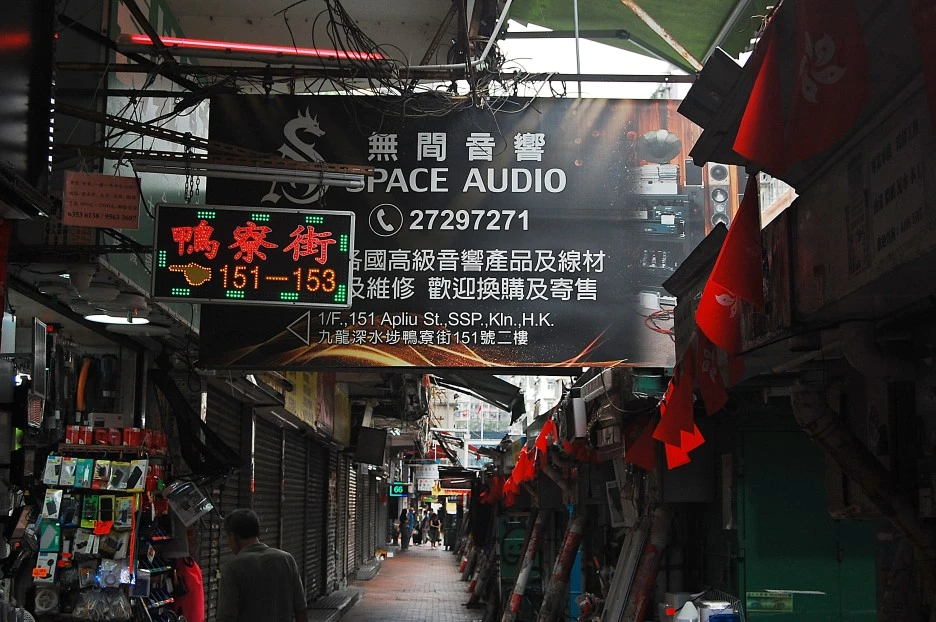 無間音響
SPACE AUDIO
27297271
各國高級音響產品及線材
及維修 歡迎換購及寄售
1/F.,151 Apliu St.,SSP.,Kln.,H.K.
九龍深水埗鴨寮街151號二樓
鴨寮街
151—153
66